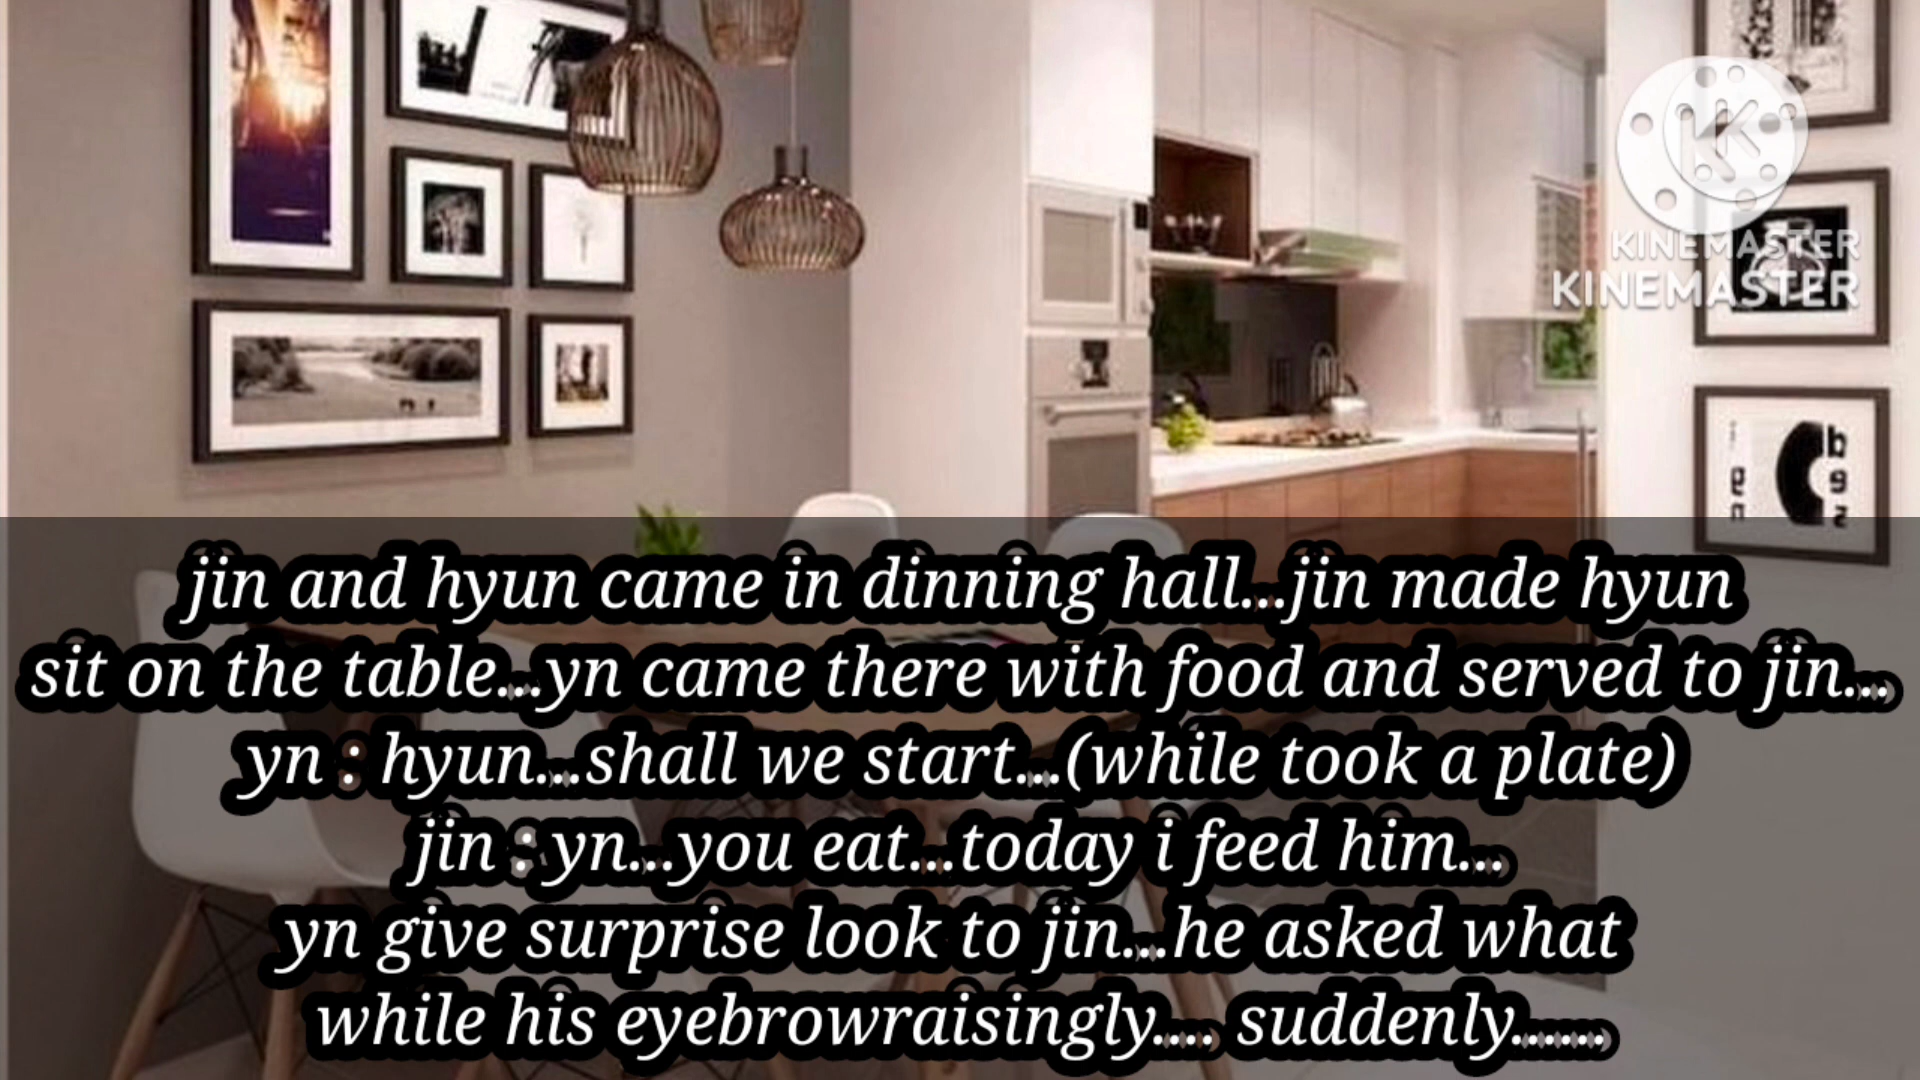 KINEMASTER
KINEMASTER
jin and hyun came in dinning hall...jin made hyun
sit on the table...yn came there with food and served to jin...
yn : hyun...shall we start...(while took a plate)
jin : yn...you eat...today i feed him...
yn give surprise look to jin...he asked what
while his eyebrowraisingly.... suddenly......